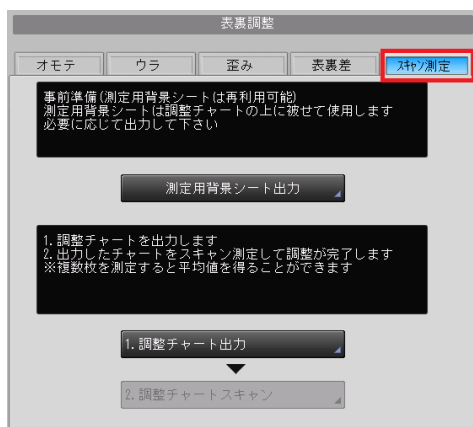 表裏調整
オモテ ウラ 歪み 表裏差 ｽｷｬﾝ測定
事前準備(測定用背景シートは再利用可能)
測定用背景シートは調整チャートの上に被せて使用します
必要に応じて出力して下さい
測定用背景シート出力
1.調整チャートを出力します
2.出力したチャートをスキャン測定して調整が完了します
※複数枚を測定すると平均値を得ることができます
1.調整チャート出力
2.調整チャートスキャン